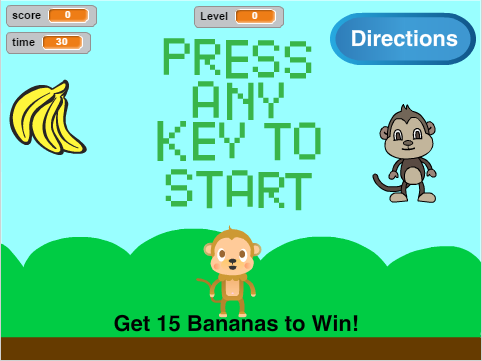 score 0
Level 0
time 30
Directions
PRESS
ANY
KEY TO
START
Get 15 Bananas to Win!